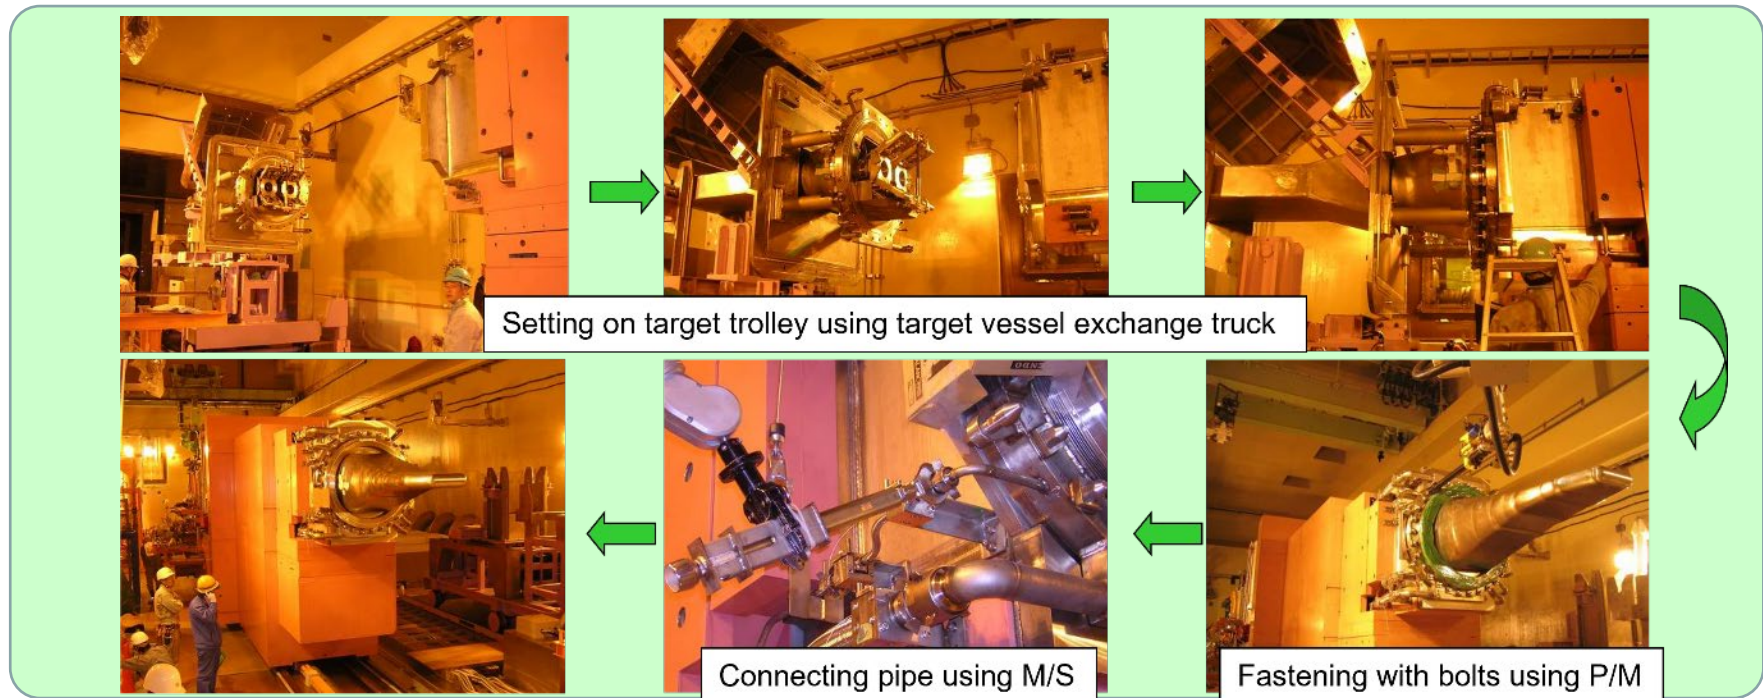 Setting on target trolley using target vessel exchange truck
Connecting pipe using M/S
Fastening with bolts using P/M